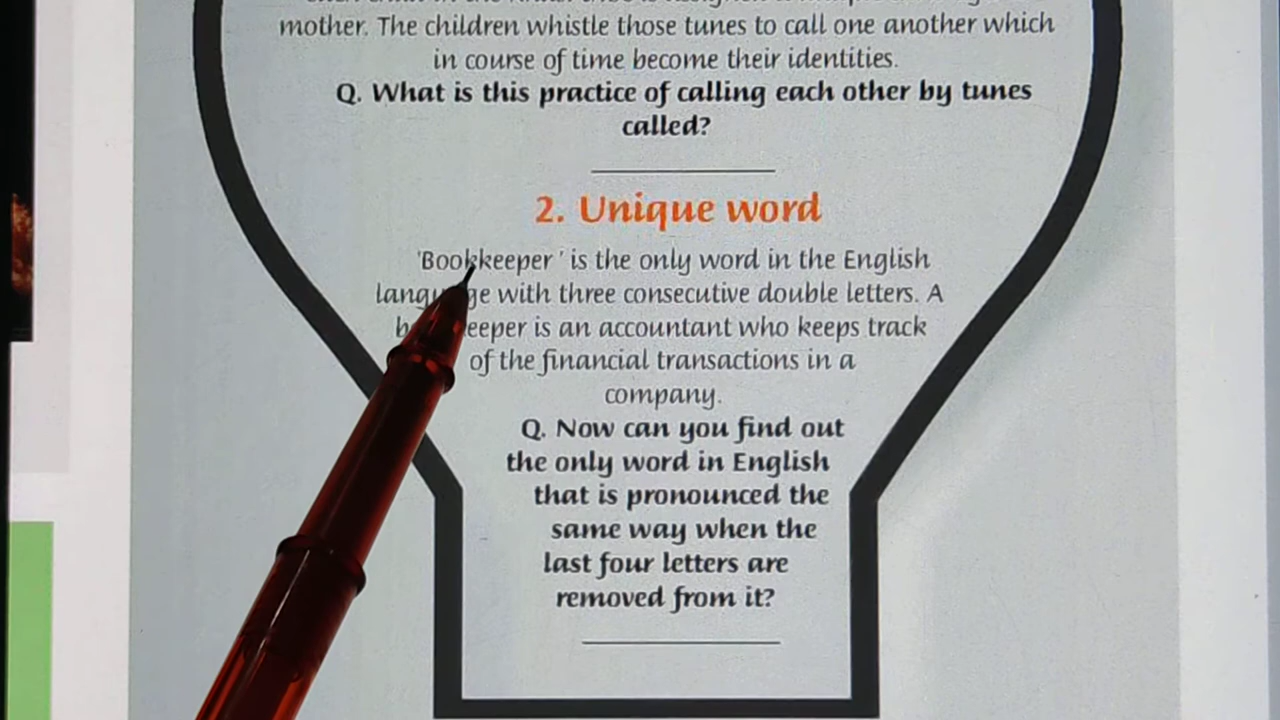 mother. The children whistle those tunes to call one another which
in course of time become their identities.
Q. What is this practice of calling each other by tunes
called?
2. Unique word
'Bookkeeper' is the only word in the English
language with three consecutive double letters. A
is an accountant who keeps track
of the financial transactions in a
company.
Q. Now can you find out
the only word in English
that is pronounced the
same way when the
last four letters are
removed from it?